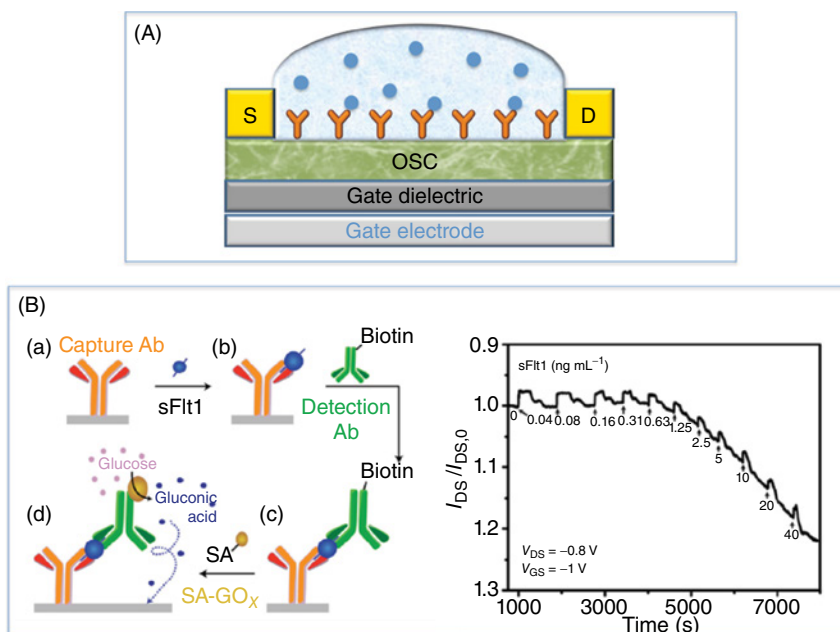 (A)
S
D
OSC
Gate dielectric
Gate electrode
(B)
(a)
Capture Ab
sFlt1
(b)
Biotin
Detection
Ab
Biotin
(c)
SA
SA-GOX
(d)
Glucose
Gluconic
acid
IDS/IDS,0
0.9
1.0
1.1
1.2
1.3
sFlt1 (ng mL−1)
0
0.04
0.08
0.16
0.31
0.63
1.25
2.5
5
10
20
40
VDS = −0.8 V
VGS = −1 V
1000
3000
5000
7000
Time (s)